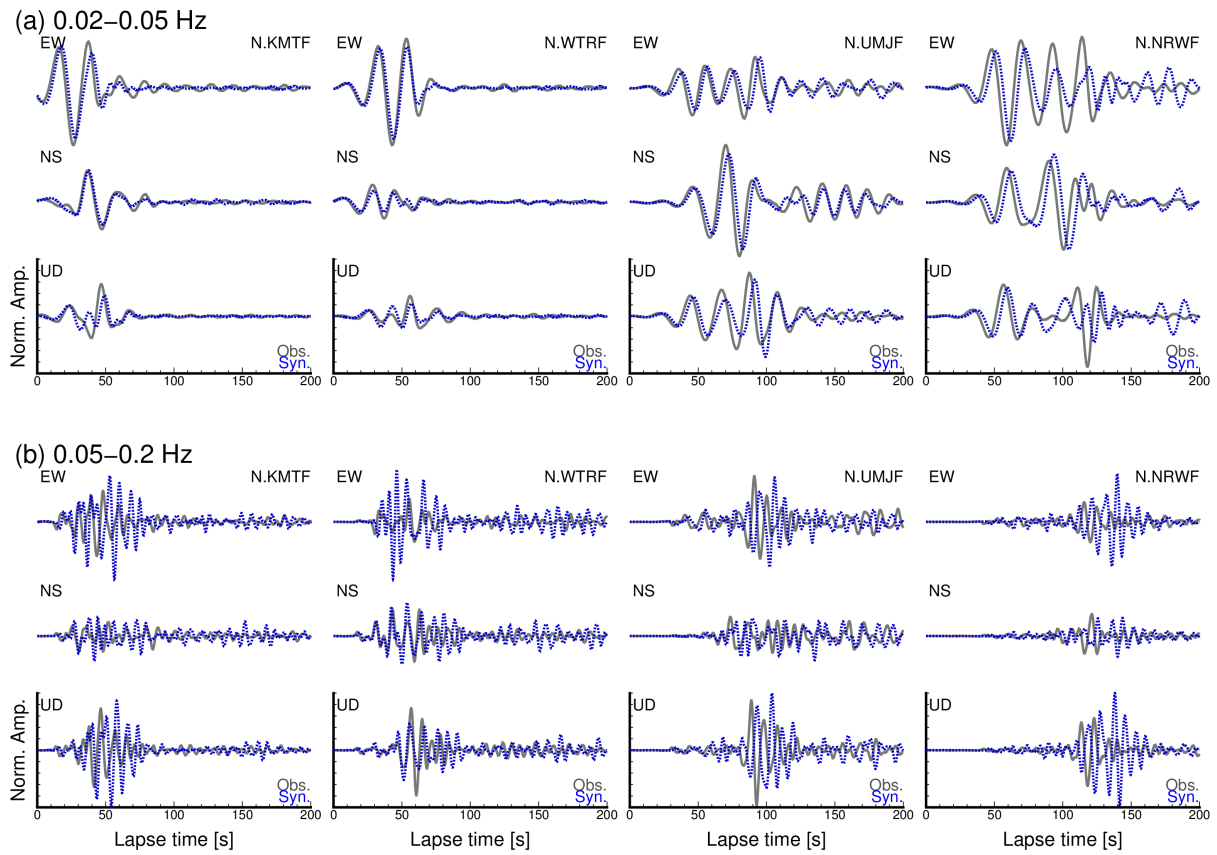 (a) 0.02−0.05 Hz
EW N.KMTF EW N.WTRF EW N.UMJF EW N.NRWF
NS NS NS NS
UD UD UD UD
Norm. Amp.
Obs. Obs. Obs. Obs.
Syn. Syn. Syn. Syn.
0 50 100 150 200 0 50 100 150 200 0 50 100 150 200 0 50 100 150 200
(b) 0.05−0.2 Hz
EW N.KMTF EW N.WTRF EW N.UMJF EW N.NRWF
NS NS NS NS
UD UD UD UD
Norm. Amp.
Obs. Obs. Obs. Obs.
Syn. Syn. Syn. Syn.
0 50 100 150 200 0 50 100 150 200 0 50 100 150 200 0 50 100 150 200
Lapse time [s] Lapse time [s] Lapse time [s] Lapse time [s]